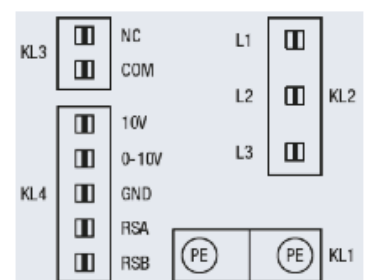 KL3
NC
COM
KL4
10V
0-10V
GND
RSA
RSB
L1
L2
L3
KL2
PE
PE
KL1